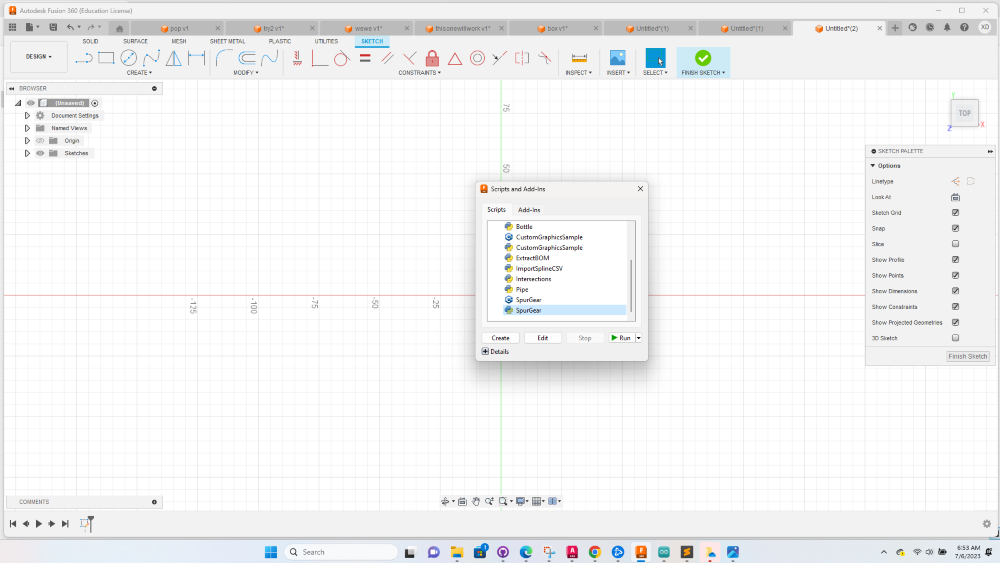 Autodesk Fusion 360 (Education License)
pop v1
thj2 v1*
wewe v1*
thisonewillwork v1*
box v1*
Untitled*(1)
Untitled*(1)
Untitled*(2)
XD
SOLID SURFACE MESH SHEET METAL PLASTIC UTILITIES SKETCH
DESIGN
CREATE MODIFY CONSTRAINTS INSPECT INSERT SELECT FINISH SKETCH
BROWSER
(Unsaved)
Document Settings
Named Views
Origin
Sketches
75
50
-125
-100
-75
-50
-25
TOP
Y
X
Z
SKETCH PALETTE
Options
Linetype
Look At
Sketch Grid
Snap
Slice
Show Profile
Show Points
Show Dimensions
Show Constraints
Show Projected Geometries
3D Sketch
Finish Sketch
Scripts and Add-Ins
Scripts Add-Ins
Bottle
CustomGraphicsSample
CustomGraphicsSample
ExtractBOM
ImportSplineCSV
Intersections
Pipe
SpurGear
SpurGear
Create Edit Stop Run
Details
COMMENTS
Search
6:53 AM
7/6/2023